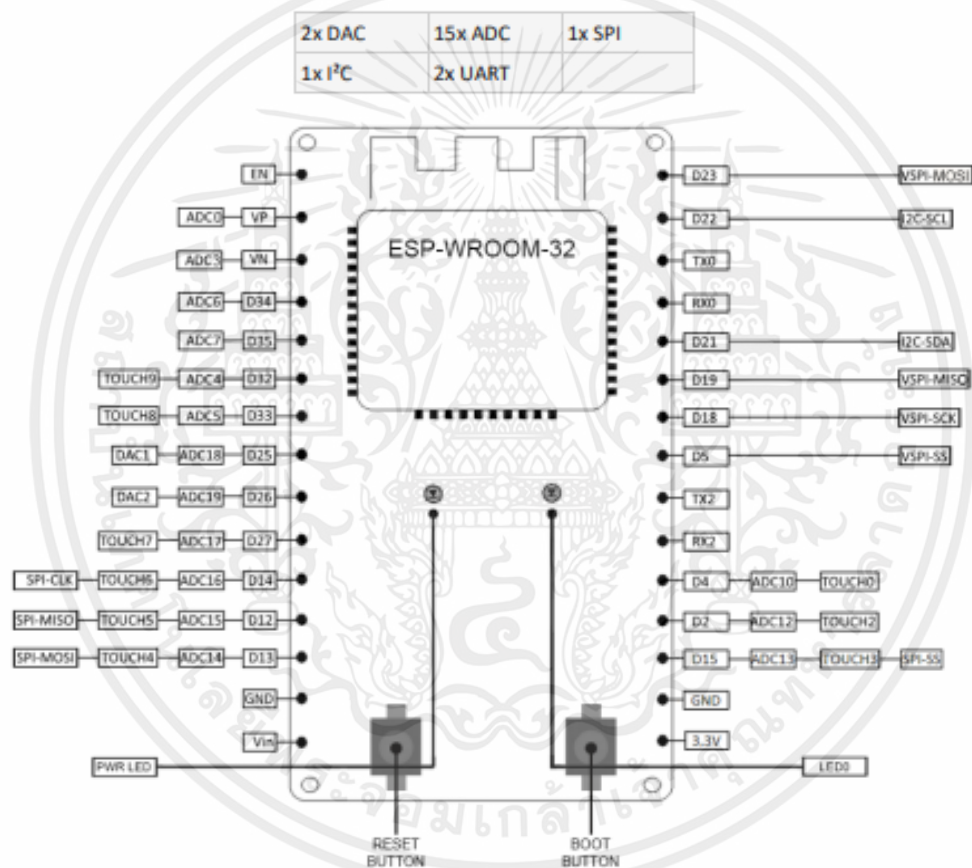 2x DAC 15x ADC 1x SPI
1x I²C 2x UART
EN D23 VSPI-MOSI
ADC0 VP D22 I2C-SCL
ESP-WROOM-32
ADC3 VN TX0
ADC6 D34 RX0
ADC7 D35 D21 I2C-SDA
TOUCH9 ADC4 D32 D19 VSPI-MISO
TOUCH8 ADC5 D33 D18 VSPI-SCK
DAC1 ADC18 D25 D5 VSPI-SS
DAC2 ADC19 D26 TX2
TOUCH7 ADC17 D27 RX2
SPI-CLK TOUCH6 ADC16 D14 D4 ADC10 TOUCH0
SPI-MISO TOUCH5 ADC15 D12 D2 ADC12 TOUCH2
SPI-MOSI TOUCH4 ADC14 D13 D15 ADC13 TOUCH3 SPI-SS
GND GND
Vin 3.3V
PWR LED LED0
RESET BOOT
BUTTON BUTTON